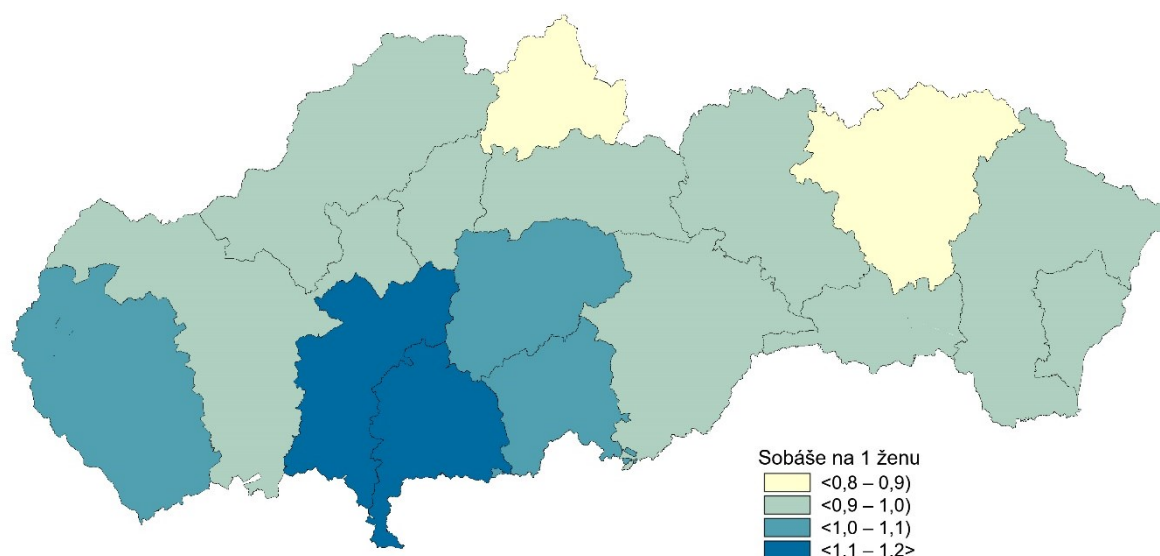 Sobáše na 1 ženu
<0,8 – 0,9)
<0,9 – 1,0)
<1,0 – 1,1)
<1,1 – 1,2>